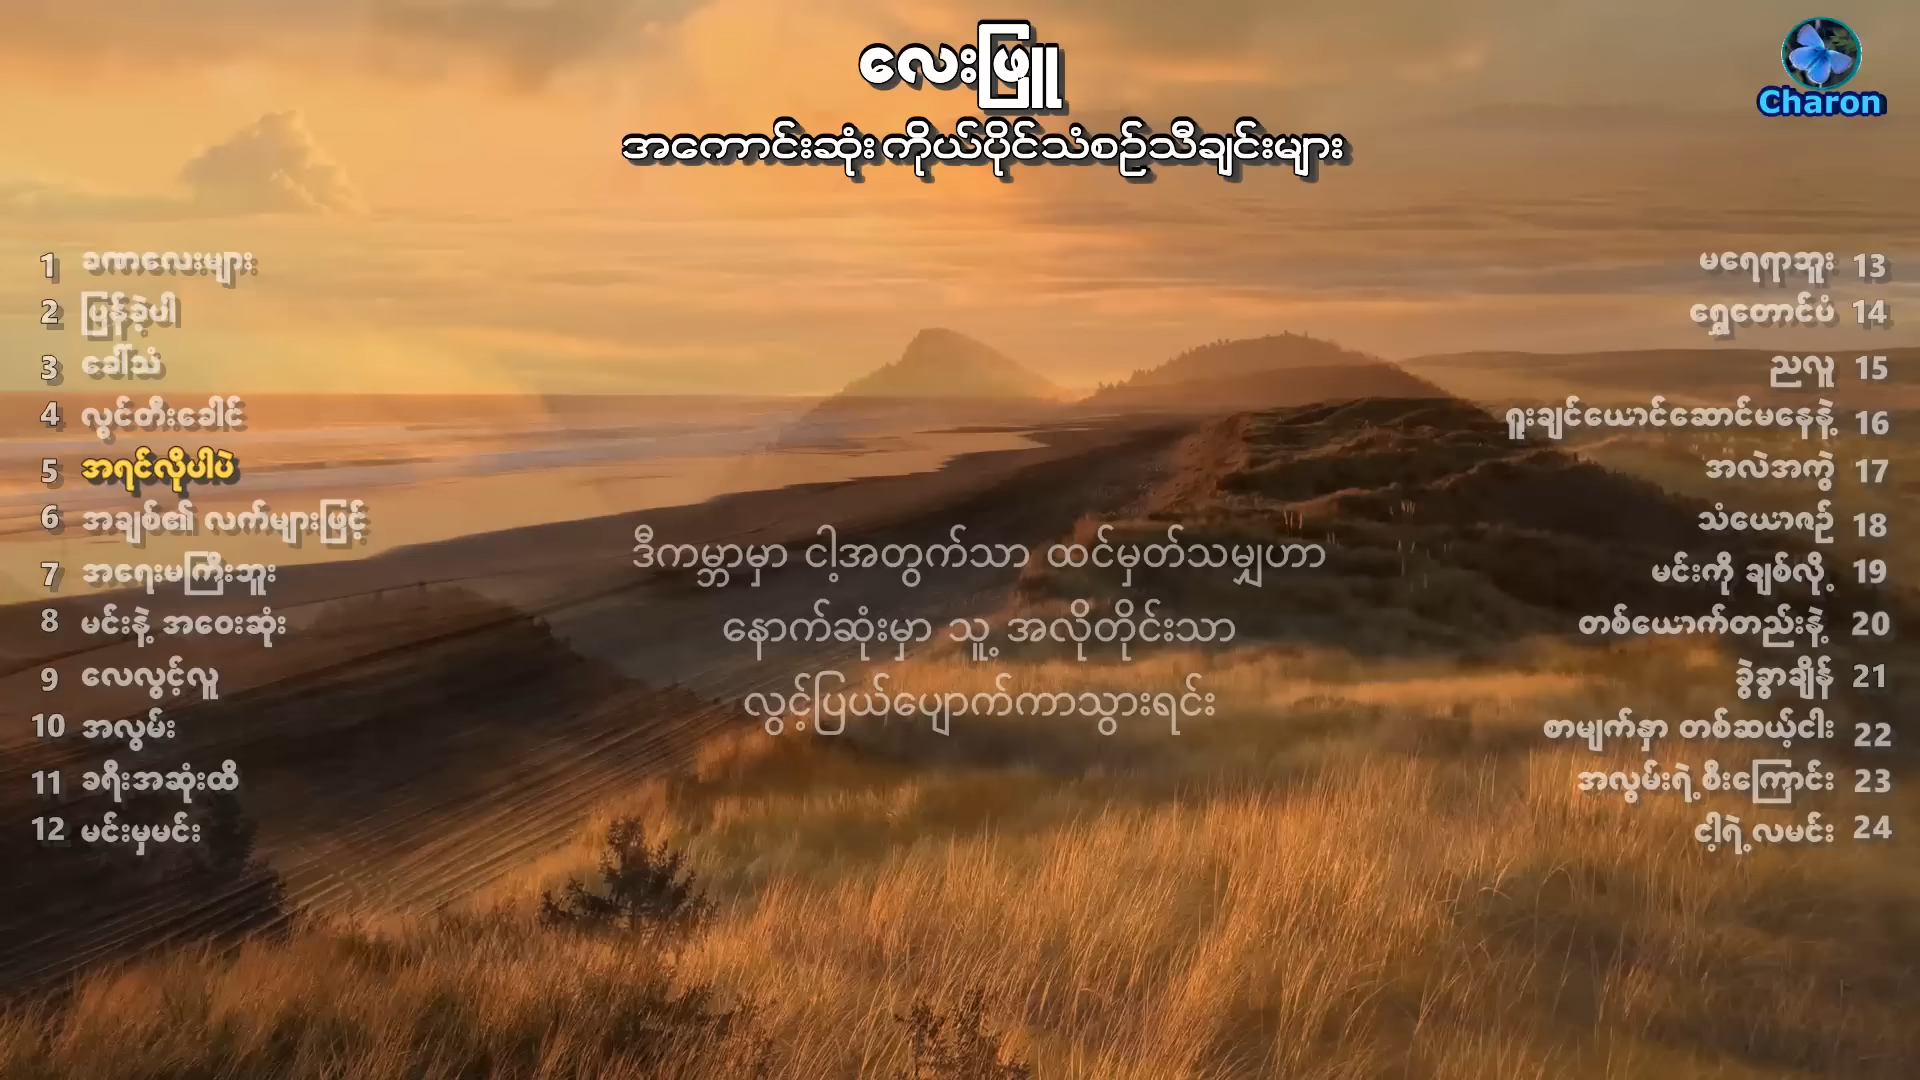 လေးဖြူ
အကောင်းဆုံး ကိုယ်ပိုင်သံစဉ်သီချင်းများ
Charon
1 ခဏလေးများ
2 ပြန်ခဲ့ပါ
3 ခေါ်သံ
4 လွင်တီးခေါင်
5 အရင်လိုပါပဲ
6 အချစ်၏ လက်များဖြင့်
7 အရေးမကြီးဘူး
8 မင်းနဲ့ အဝေးဆုံး
9 လေလွင့်လူ
10 အလွမ်း
11 ခရီးအဆုံးထိ
12 မင်းမှမင်း
ဒီကမ္ဘာမှာ ငါ့အတွက်သာ ထင်မှတ်သမျှဟာ
နောက်ဆုံးမှာ သူ့ အလိုတိုင်းသာ
လွင့်ပြယ်ပျောက်ကာသွားရင်း
မရေရာဘူး 13
ရွှေတောင်ပံ 14
ညလူ 15
ရူးချင်ယောင်ဆောင်မနေနဲ့ 16
အလဲအကွဲ 17
သံယောဇဉ် 18
မင်းကို ချစ်လို့ 19
တစ်ယောက်တည်းနဲ့ 20
ခွဲခွာချိန် 21
စာမျက်နှာ တစ်ဆယ့်ငါး 22
အလွမ်းရဲ့စီးကြောင်း 23
ငါ့ရဲ့လမင်း 24